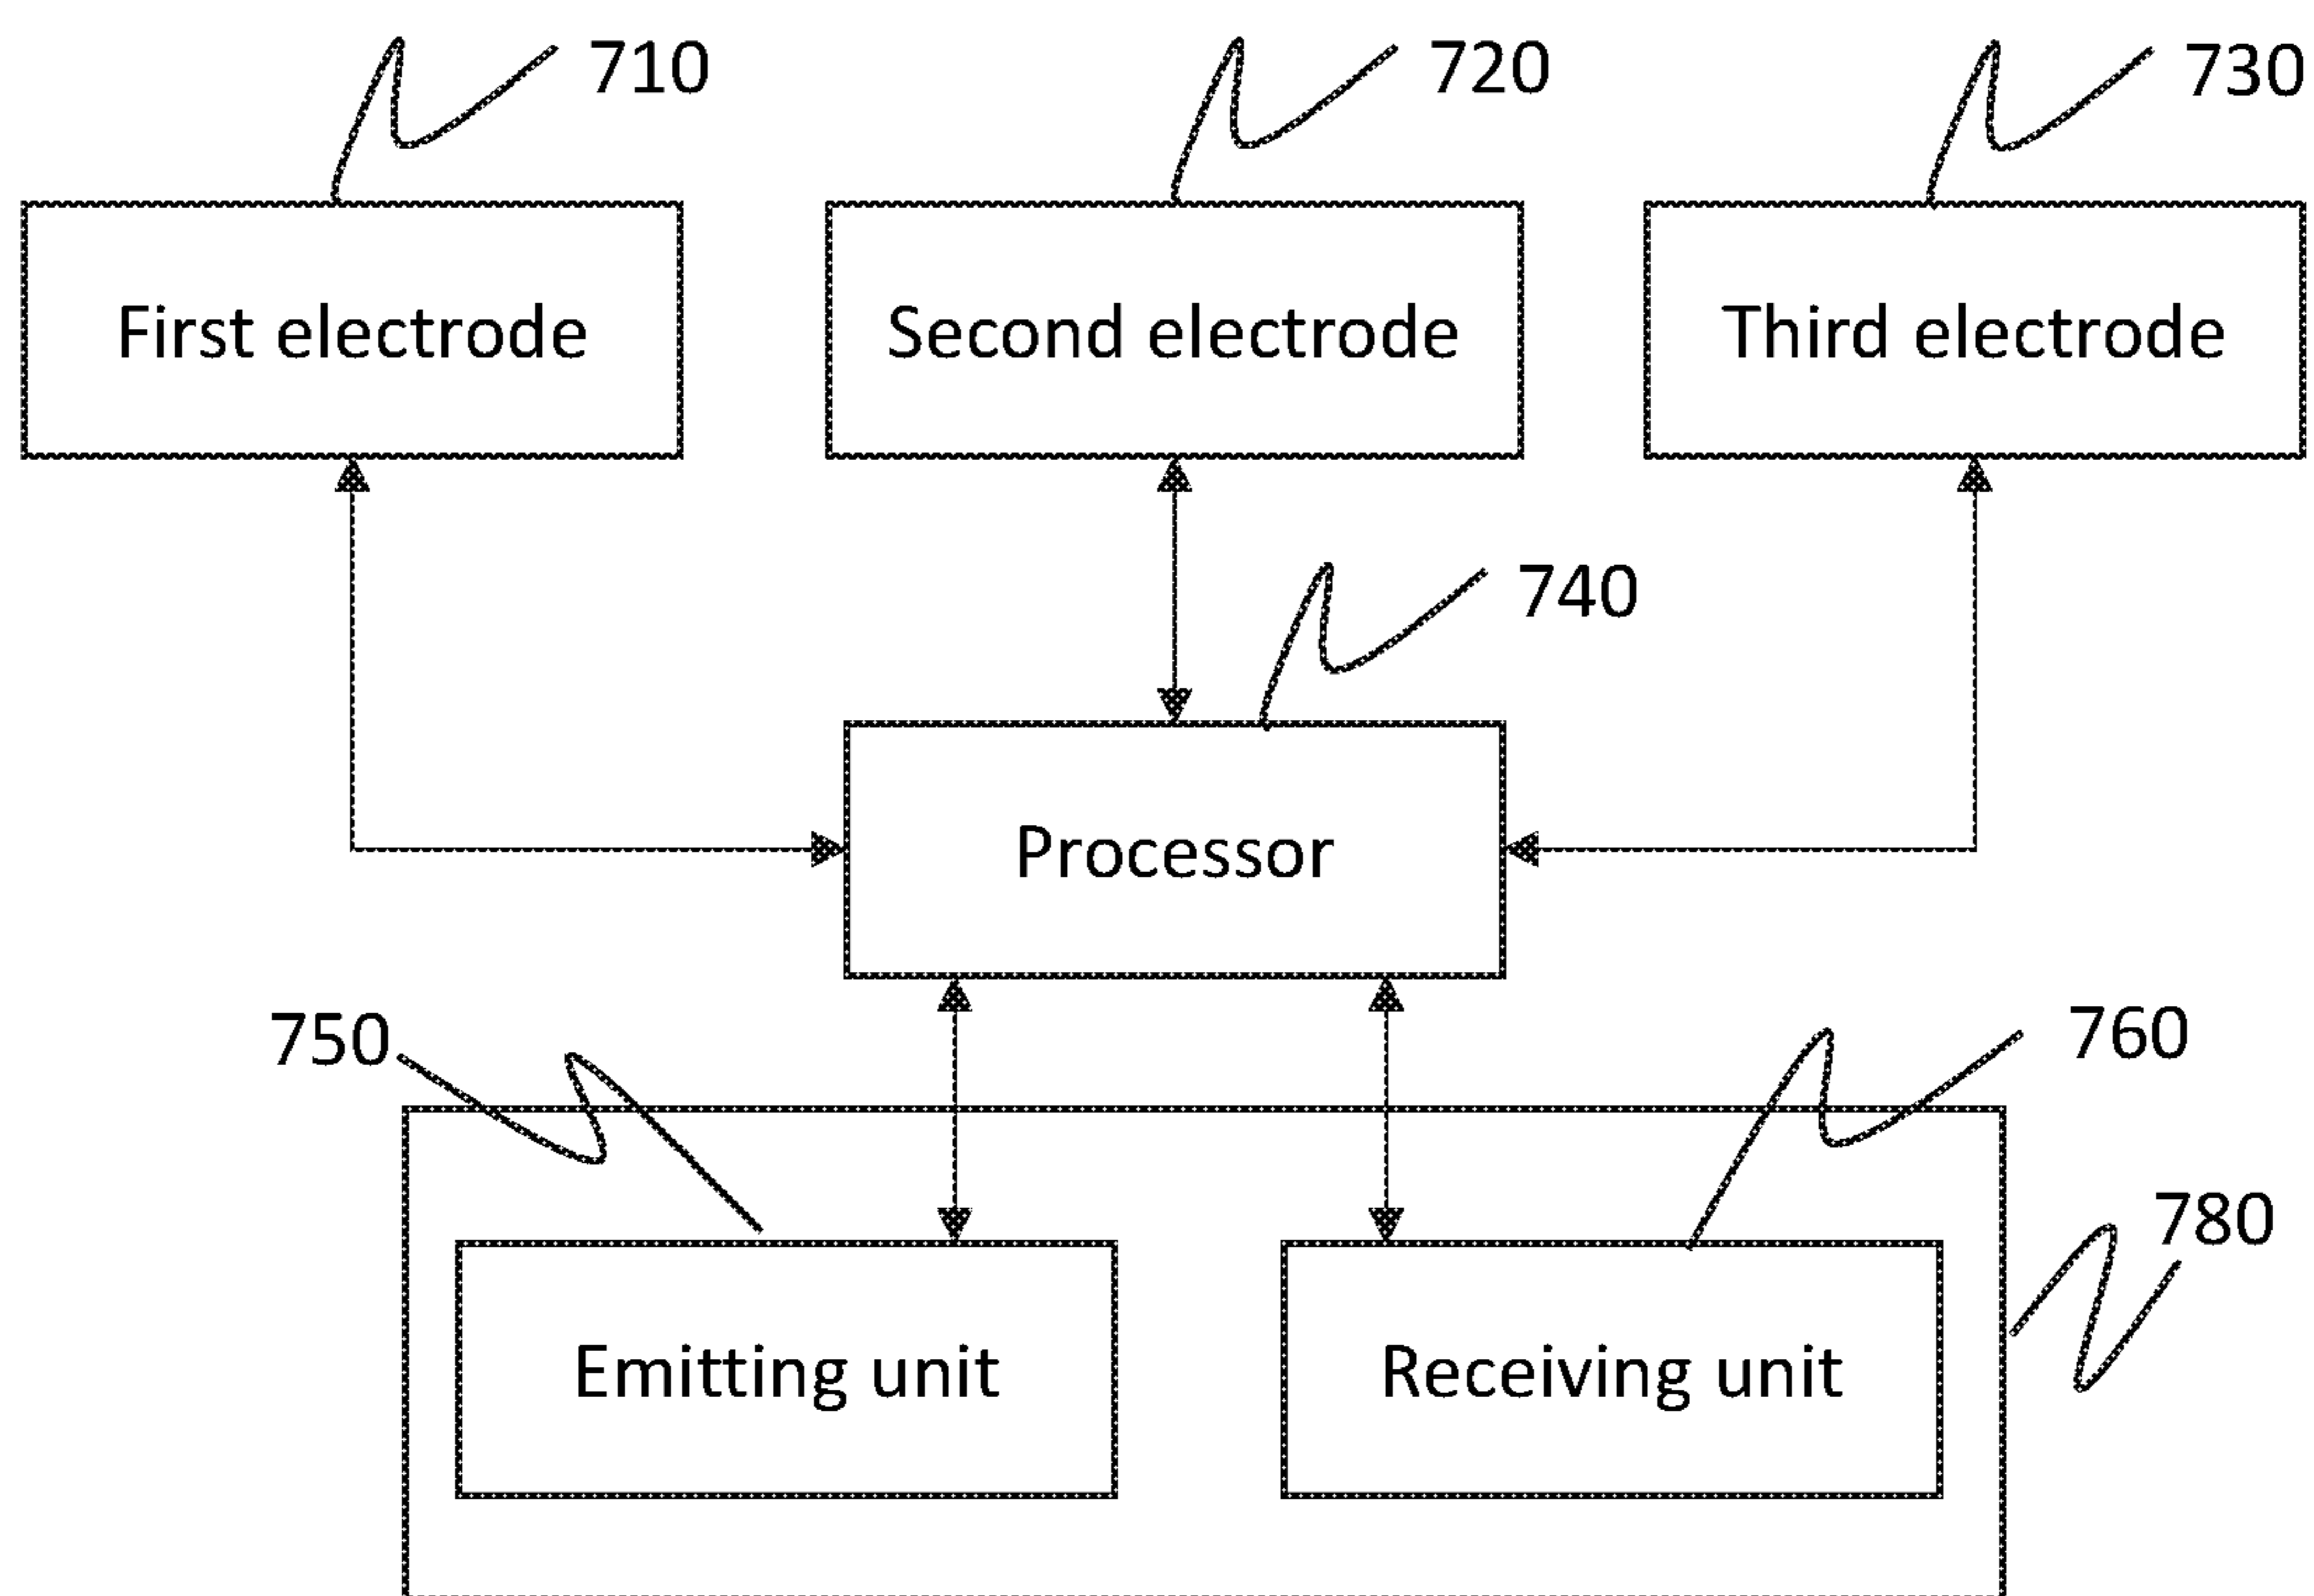 710
720
730
First electrode
Second electrode
Third electrode
740
Processor
750
760
780
Emitting unit
Receiving unit